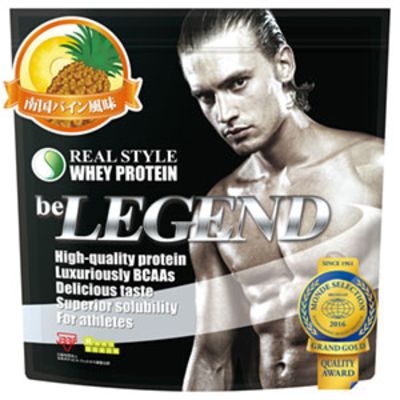 南国パイン風味
REAL STYLE
WHEY PROTEIN
be LEGEND
High-quality protein
Luxuriously BCAAs
Delicious taste
Superior solubility
For athletes
SINCE 1961
MONDE SELECTION
2016
GRAND GOLD
QUALITY
AWARD